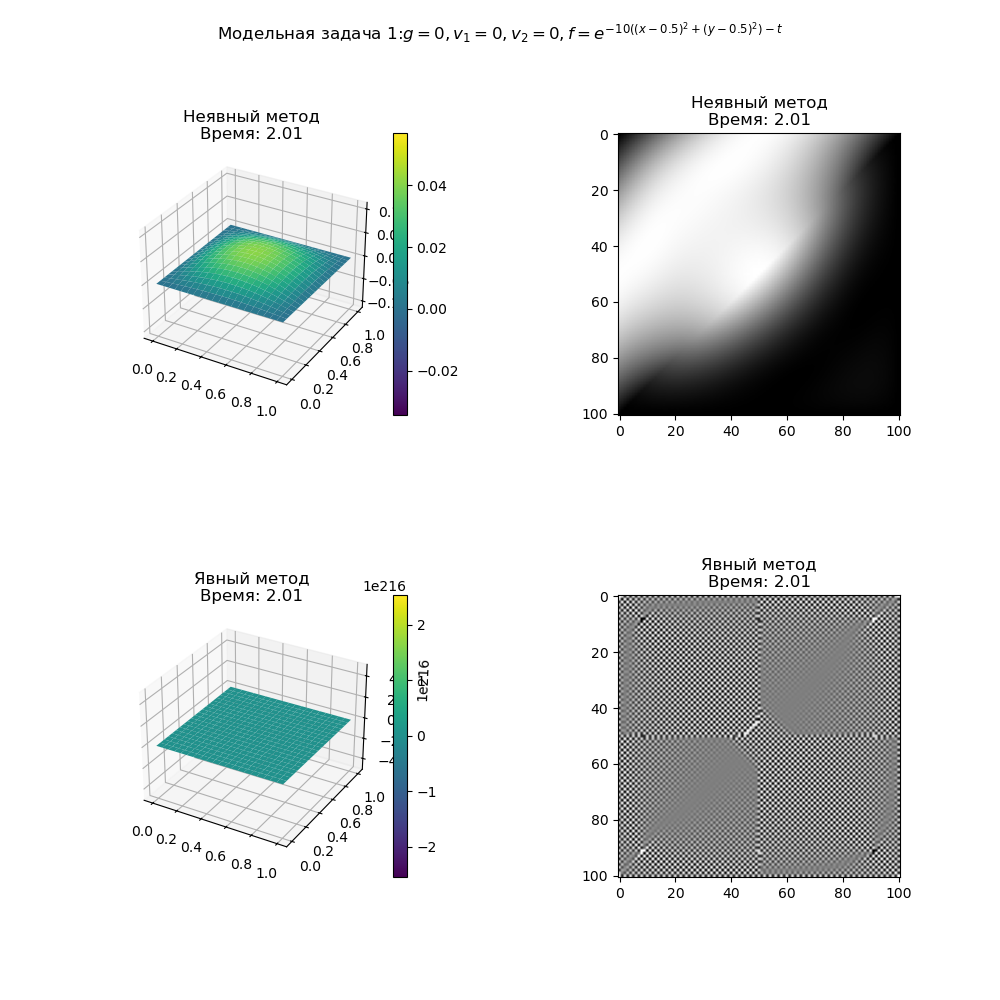 Модельная задача 1:g = 0, v₁ = 0, v₂ = 0, f = e^{−10((x−0.5)²+(y−0.5)²)−t}
Неявный метод
Время: 2.01
0.04
0.02
0.00
−0.02
0.0 0.2 0.4 0.6 0.8 1.0
0.0 0.2 0.4 0.6 0.8 1.0
Неявный метод
Время: 2.01
0
20
40
60
80
100
0 20 40 60 80 100
Явный метод
Время: 2.01
1e216
2
1
0
−1
−2
1e216
0.0 0.2 0.4 0.6 0.8 1.0
0.0 0.2 0.4 0.6 0.8 1.0
Явный метод
Время: 2.01
0
20
40
60
80
100
0 20 40 60 80 100